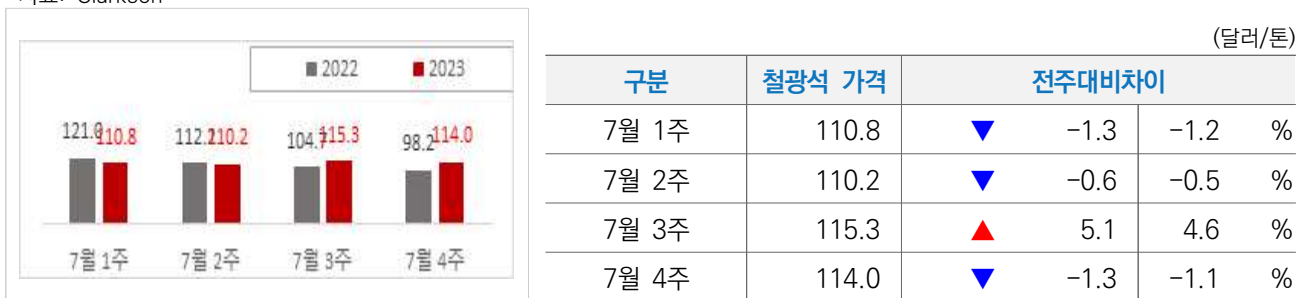 2022 2023
110.8 110.2 104.7 115.3 98.2 114.0
7월 1주 7월 2주 7월 3주 7월 4주
(달러/톤)
구분 철광석 가격 전주대비차이
7월 1주 110.8 ▼ -1.3 -1.2 %
7월 2주 110.2 ▼ -0.6 -0.5 %
7월 3주 115.3 ▲ 5.1 4.6 %
7월 4주 114.0 ▼ -1.3 -1.1 %